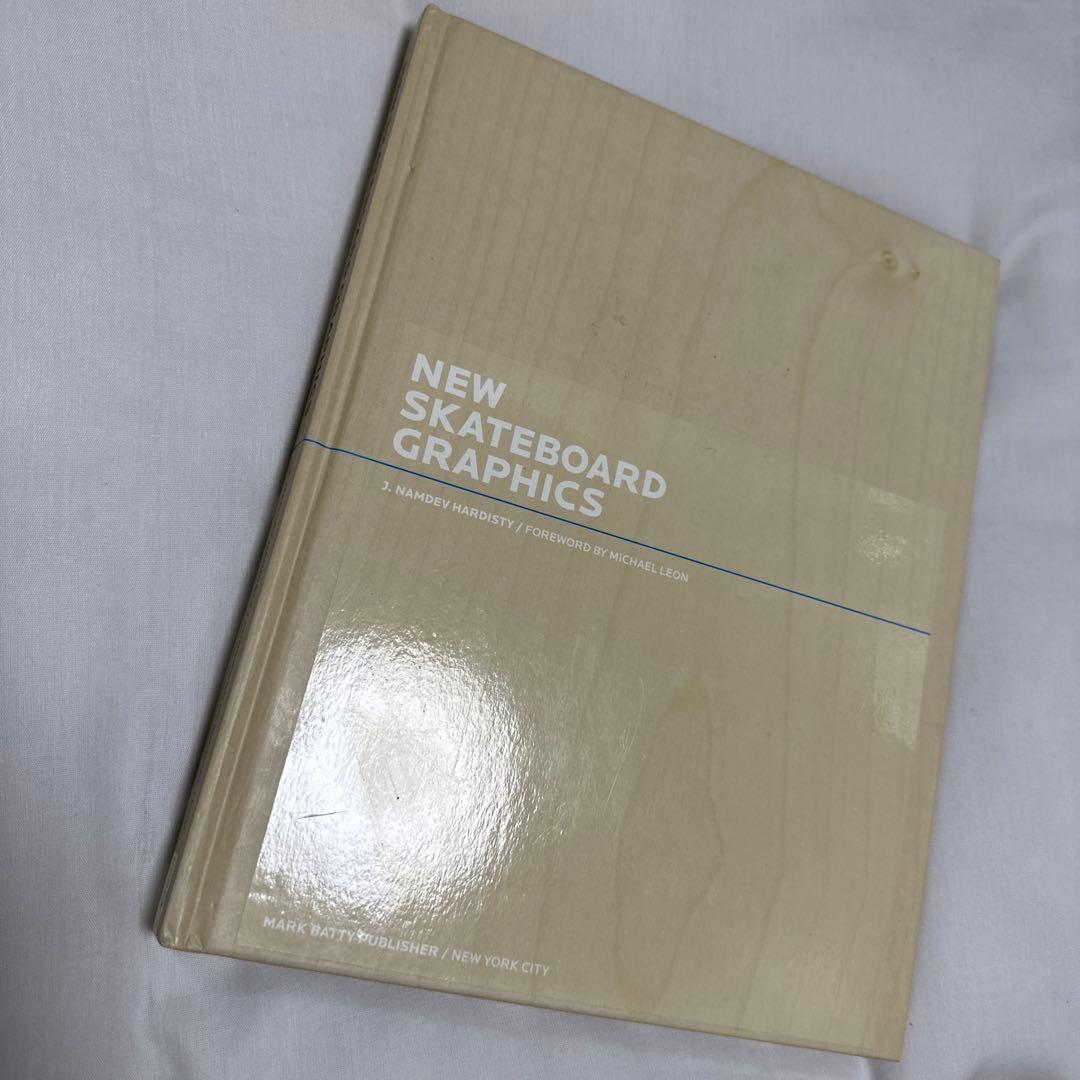 NEW
SKATEBOARD
GRAPHICS
J. NAMDEV HARDISTY / FOREWORD BY MICHAEL LEON
MARK BATTY PUBLISHER / NEW YORK CITY